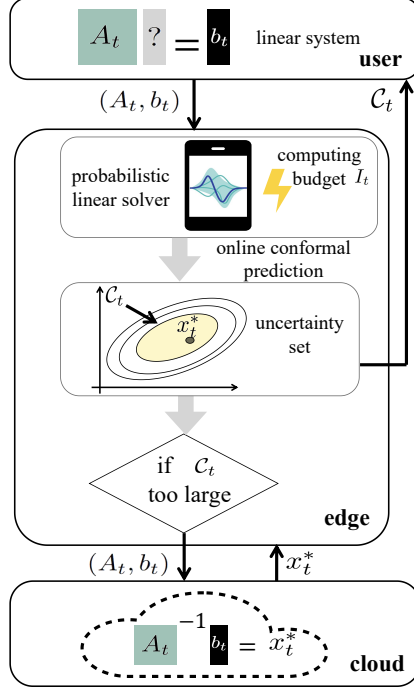 A_t ? = b_t linear system
user
(A_t, b_t)
C_t
probabilistic
linear solver
computing
budget I_t
online conformal
prediction
C_t
x_t^*
uncertainty
set
if C_t
too large
edge
(A_t, b_t)
x_t^*
A_t^{-1} b_t = x_t^*
cloud